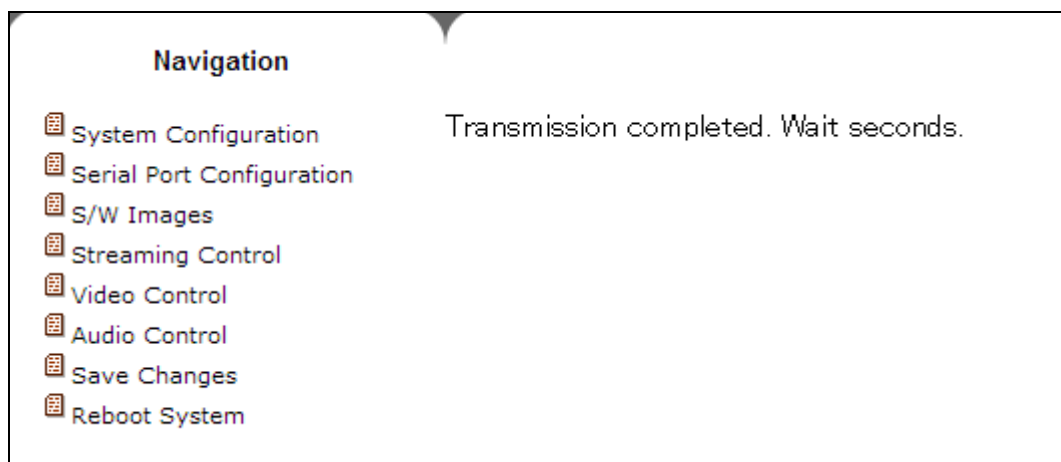 Navigation
System Configuration
Serial Port Configuration
S/W Images
Streaming Control
Video Control
Audio Control
Save Changes
Reboot System
Transmission completed. Wait seconds.